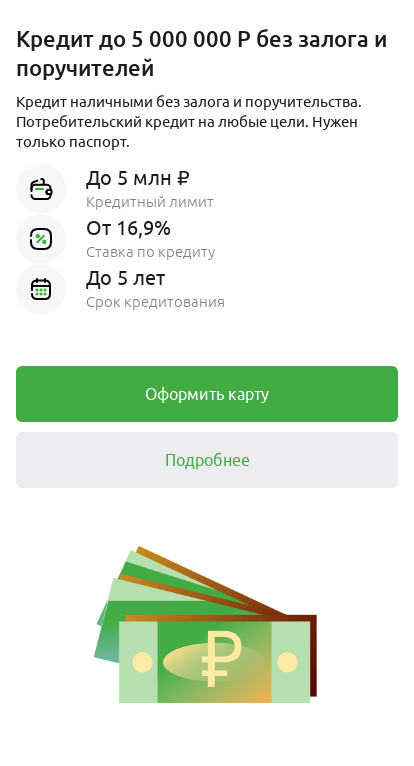 Кредит до 5 000 000 Р без залога и
поручителей
Кредит наличными без залога и поручительства.
Потребительский кредит на любые цели. Нужен
только паспорт.
До 5 млн ₽
Кредитный лимит
От 16,9%
Ставка по кредиту
До 5 лет
Срок кредитования
Оформить карту
Подробнее
₽